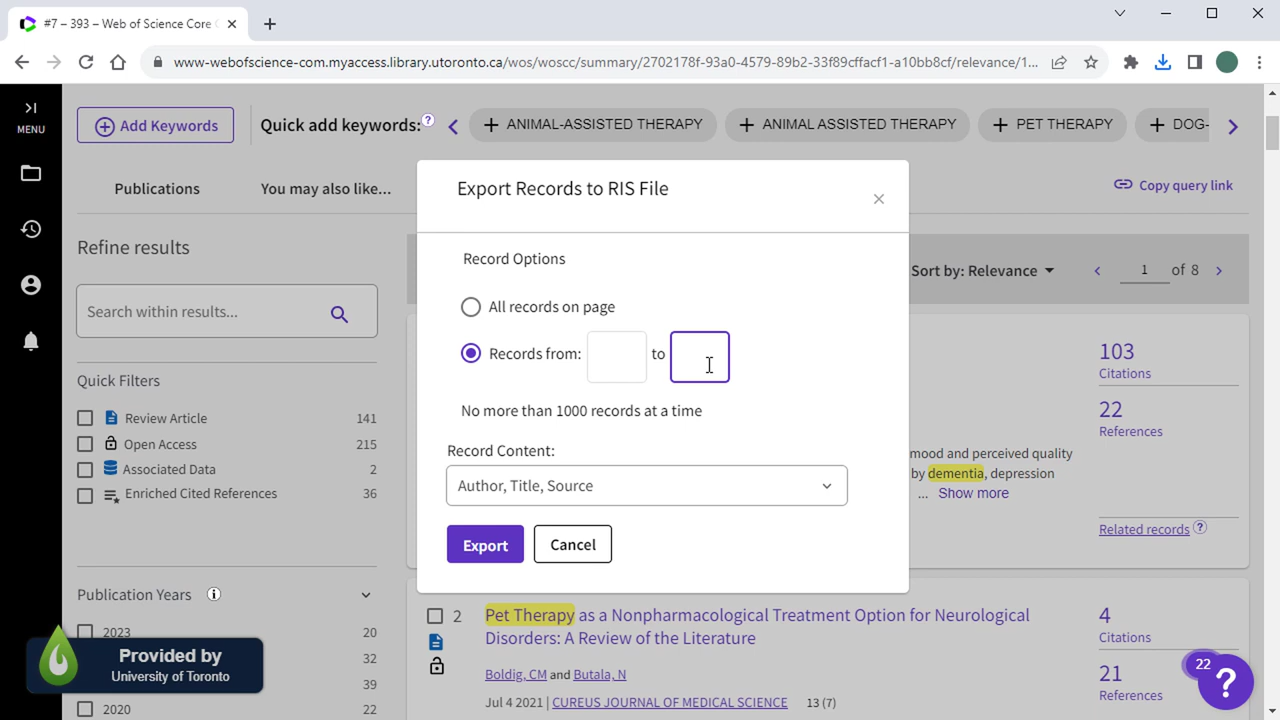 #7 – 393 – Web of Science Core C
www-webofscience-com.myaccess.library.utoronto.ca/wos/woscc/summary/2702178f-93a0-4579-89b2-33f89cffacf1-a10bb8cf/relevance/1...
MENU
Add Keywords
Quick add keywords:
?
ANIMAL-ASSISTED THERAPY
ANIMAL ASSISTED THERAPY
PET THERAPY
DOG-
Publications
You may also like...
Copy query link
Refine results
Search within results...
Quick Filters
Review Article 141
Open Access 215
Associated Data 2
Enriched Cited References 36
Publication Years
2023 20
32
39
2020 22
Provided by
University of Toronto
Export Records to RIS File
Record Options
All records on page
Records from: to
No more than 1000 records at a time
Record Content:
Author, Title, Source
Export Cancel
Sort by: Relevance
1 of 8
103
Citations
22
References
mood and perceived quality
by dementia, depression
... Show more
Related records ?
2 Pet Therapy as a Nonpharmacological Treatment Option for Neurological
Disorders: A Review of the Literature
Boldig, CM and Butala, N
Jul 4 2021 | CUREUS JOURNAL OF MEDICAL SCIENCE 13 (7)
4
Citations
21
References
22
?